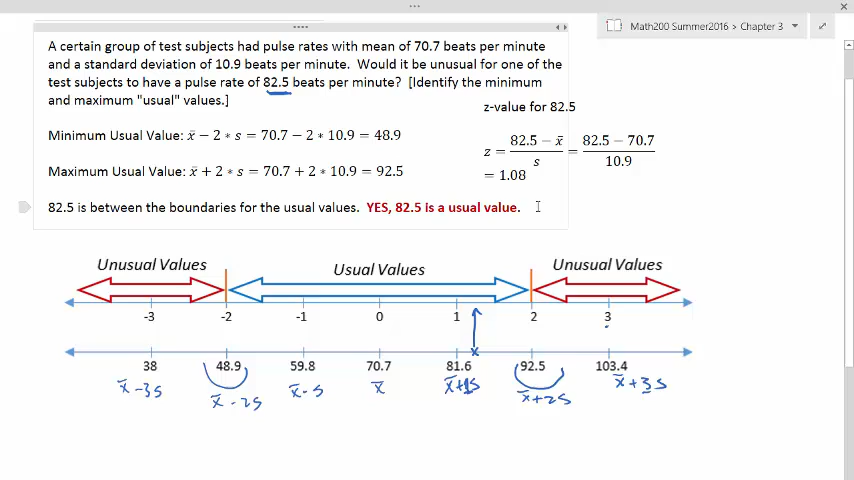 Math200 Summer2016 > Chapter 3
A certain group of test subjects had pulse rates with mean of 70.7 beats per minute
and a standard deviation of 10.9 beats per minute. Would it be unusual for one of the
test subjects to have a pulse rate of 82.5 beats per minute? [Identify the minimum
and maximum "usual" values.]
z-value for 82.5
Minimum Usual Value: x̄ − 2 * s = 70.7 − 2 * 10.9 = 48.9
z = (82.5 − x̄)/s = (82.5 − 70.7)/10.9
= 1.08
Maximum Usual Value: x̄ + 2 * s = 70.7 + 2 * 10.9 = 92.5
82.5 is between the boundaries for the usual values. YES, 82.5 is a usual value.
Unusual Values Usual Values Unusual Values
-3 -2 -1 0 1 2 3
x
38 48.9 59.8 70.7 81.6 92.5 103.4
x̄-3s x̄-2s x̄-s x̄ x̄+1s x̄+2s x̄+3s